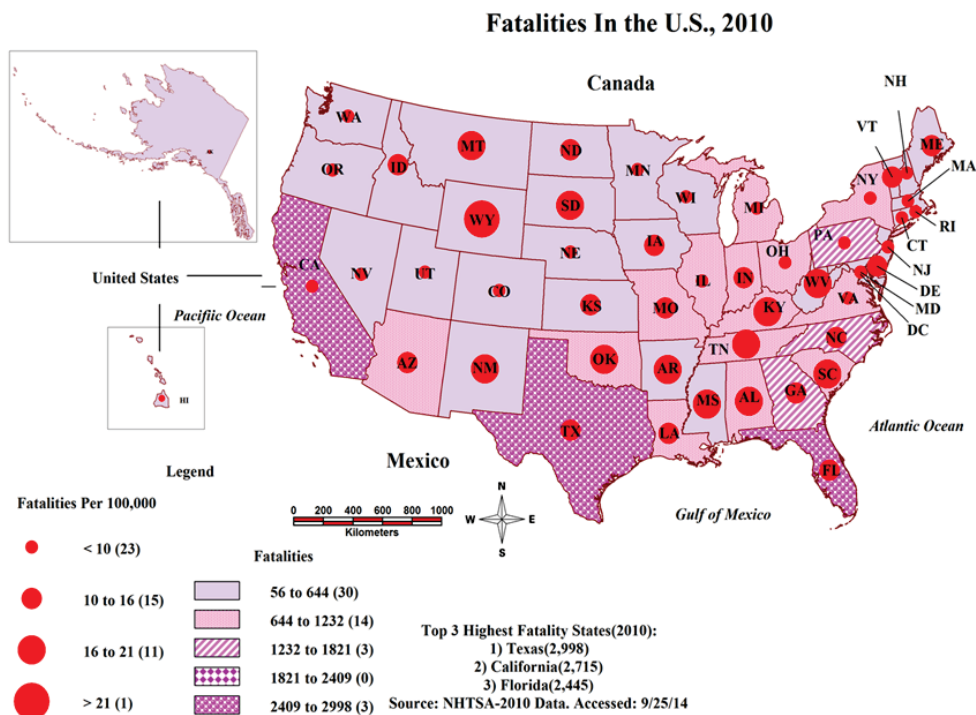 Fatalities In the U.S., 2010
Canada
NH
VT
ME
MA
WA
MT
ND
MN
OR
ID
NY
WI
SD
MI
RI
WY
PA
CT
IA
United States
CA
NV
UT
NE
OH
NJ
IL
IN
WV
DE
CO
MD
Pacifiic Ocean
KS
MO
KY
VA
DC
TN
NC
AZ
NM
OK
AR
SC
HI
MS
AL
GA
Atlantic Ocean
TX
LA
FL
Mexico
Gulf of Mexico
N
W E
S
0 200 400 600 800 1000
Kilometers
Legend
Fatalities Per 100,000
< 10 (23)
10 to 16 (15)
16 to 21 (11)
> 21 (1)
Fatalities
56 to 644 (30)
644 to 1232 (14)
1232 to 1821 (3)
1821 to 2409 (0)
2409 to 2998 (3)
Top 3 Highest Fatality States(2010):
1) Texas(2,998)
2) California(2,715)
3) Florida(2,445)
Source: NHTSA-2010 Data. Accessed: 9/25/14